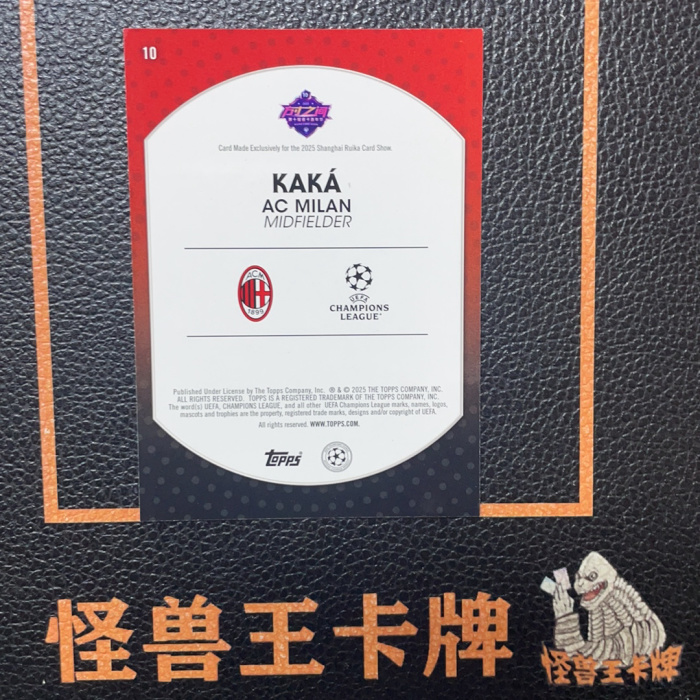 10
Card Made Exclusively for the 2025 Shanghai Ruika Card Show.
KAKÁ
AC MILAN
MIDFIELDER
ACM
1899
UEFA
CHAMPIONS
LEAGUE
Published Under License by The Topps Company, Inc. ® & © 2025 THE TOPPS COMPANY, INC.
ALL RIGHTS RESERVED. TOPPS IS A REGISTERED TRADEMARK OF THE TOPPS COMPANY, INC.
The word(s) UEFA, CHAMPIONS LEAGUE, and all other UEFA Champions League marks, names, logos,
mascots and trophies are the property, registered trade marks, designs and/or copyright of UEFA.
All rights reserved. WWW.TOPPS.COM.
Topps
怪兽王卡牌
怪兽王卡牌